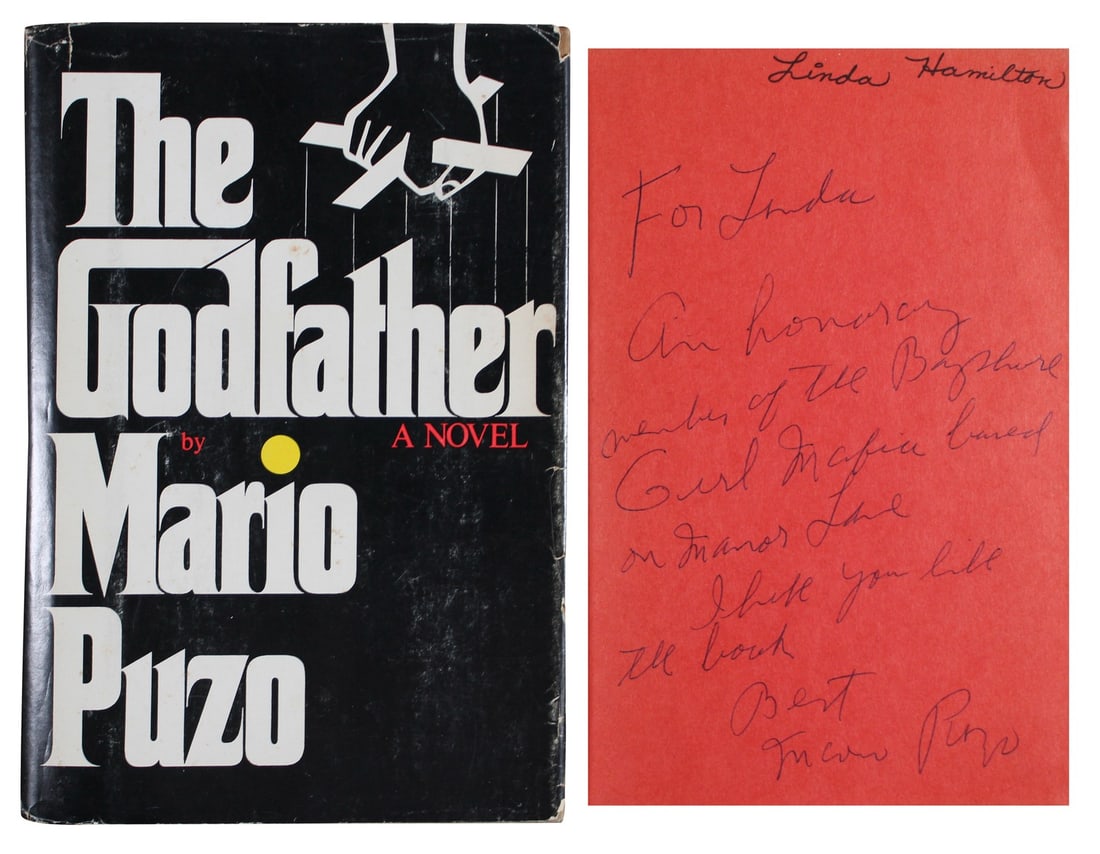 The
Godfather
by
A NOVEL
Mario
Puzo
Linda Hamilton
For Linda
An honorary
member of the Bayshore
Girl Mafia based
on Manor Lane
I hope you like
the book
Best
Mario Puzo